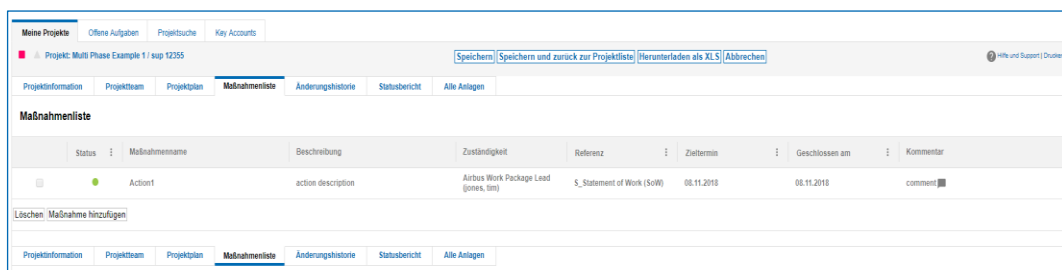 Meine Projekte Offene Aufgaben Projektsuche Key Accounts
Projekt: Multi Phase Example 1 / sup 12355 Speichern Speichern und zurück zur Projektliste Herunterladen als XLS Abbrechen Hilfe und Support | Drucke
Projektinformation Projektteam Projektplan Maßnahmenliste Änderungshistorie Statusbericht Alle Anlagen
Maßnahmenliste
Status Maßnahmenname Beschreibung Zuständigkeit Referenz Zieltermin Geschlossen am Kommentar
Action1 action description Airbus Work Package Lead (jones, tim) S_Statement of Work (SoW) 08.11.2018 08.11.2018 comment
Löschen Maßnahme hinzufügen
Projektinformation Projektteam Projektplan Maßnahmenliste Änderungshistorie Statusbericht Alle Anlagen